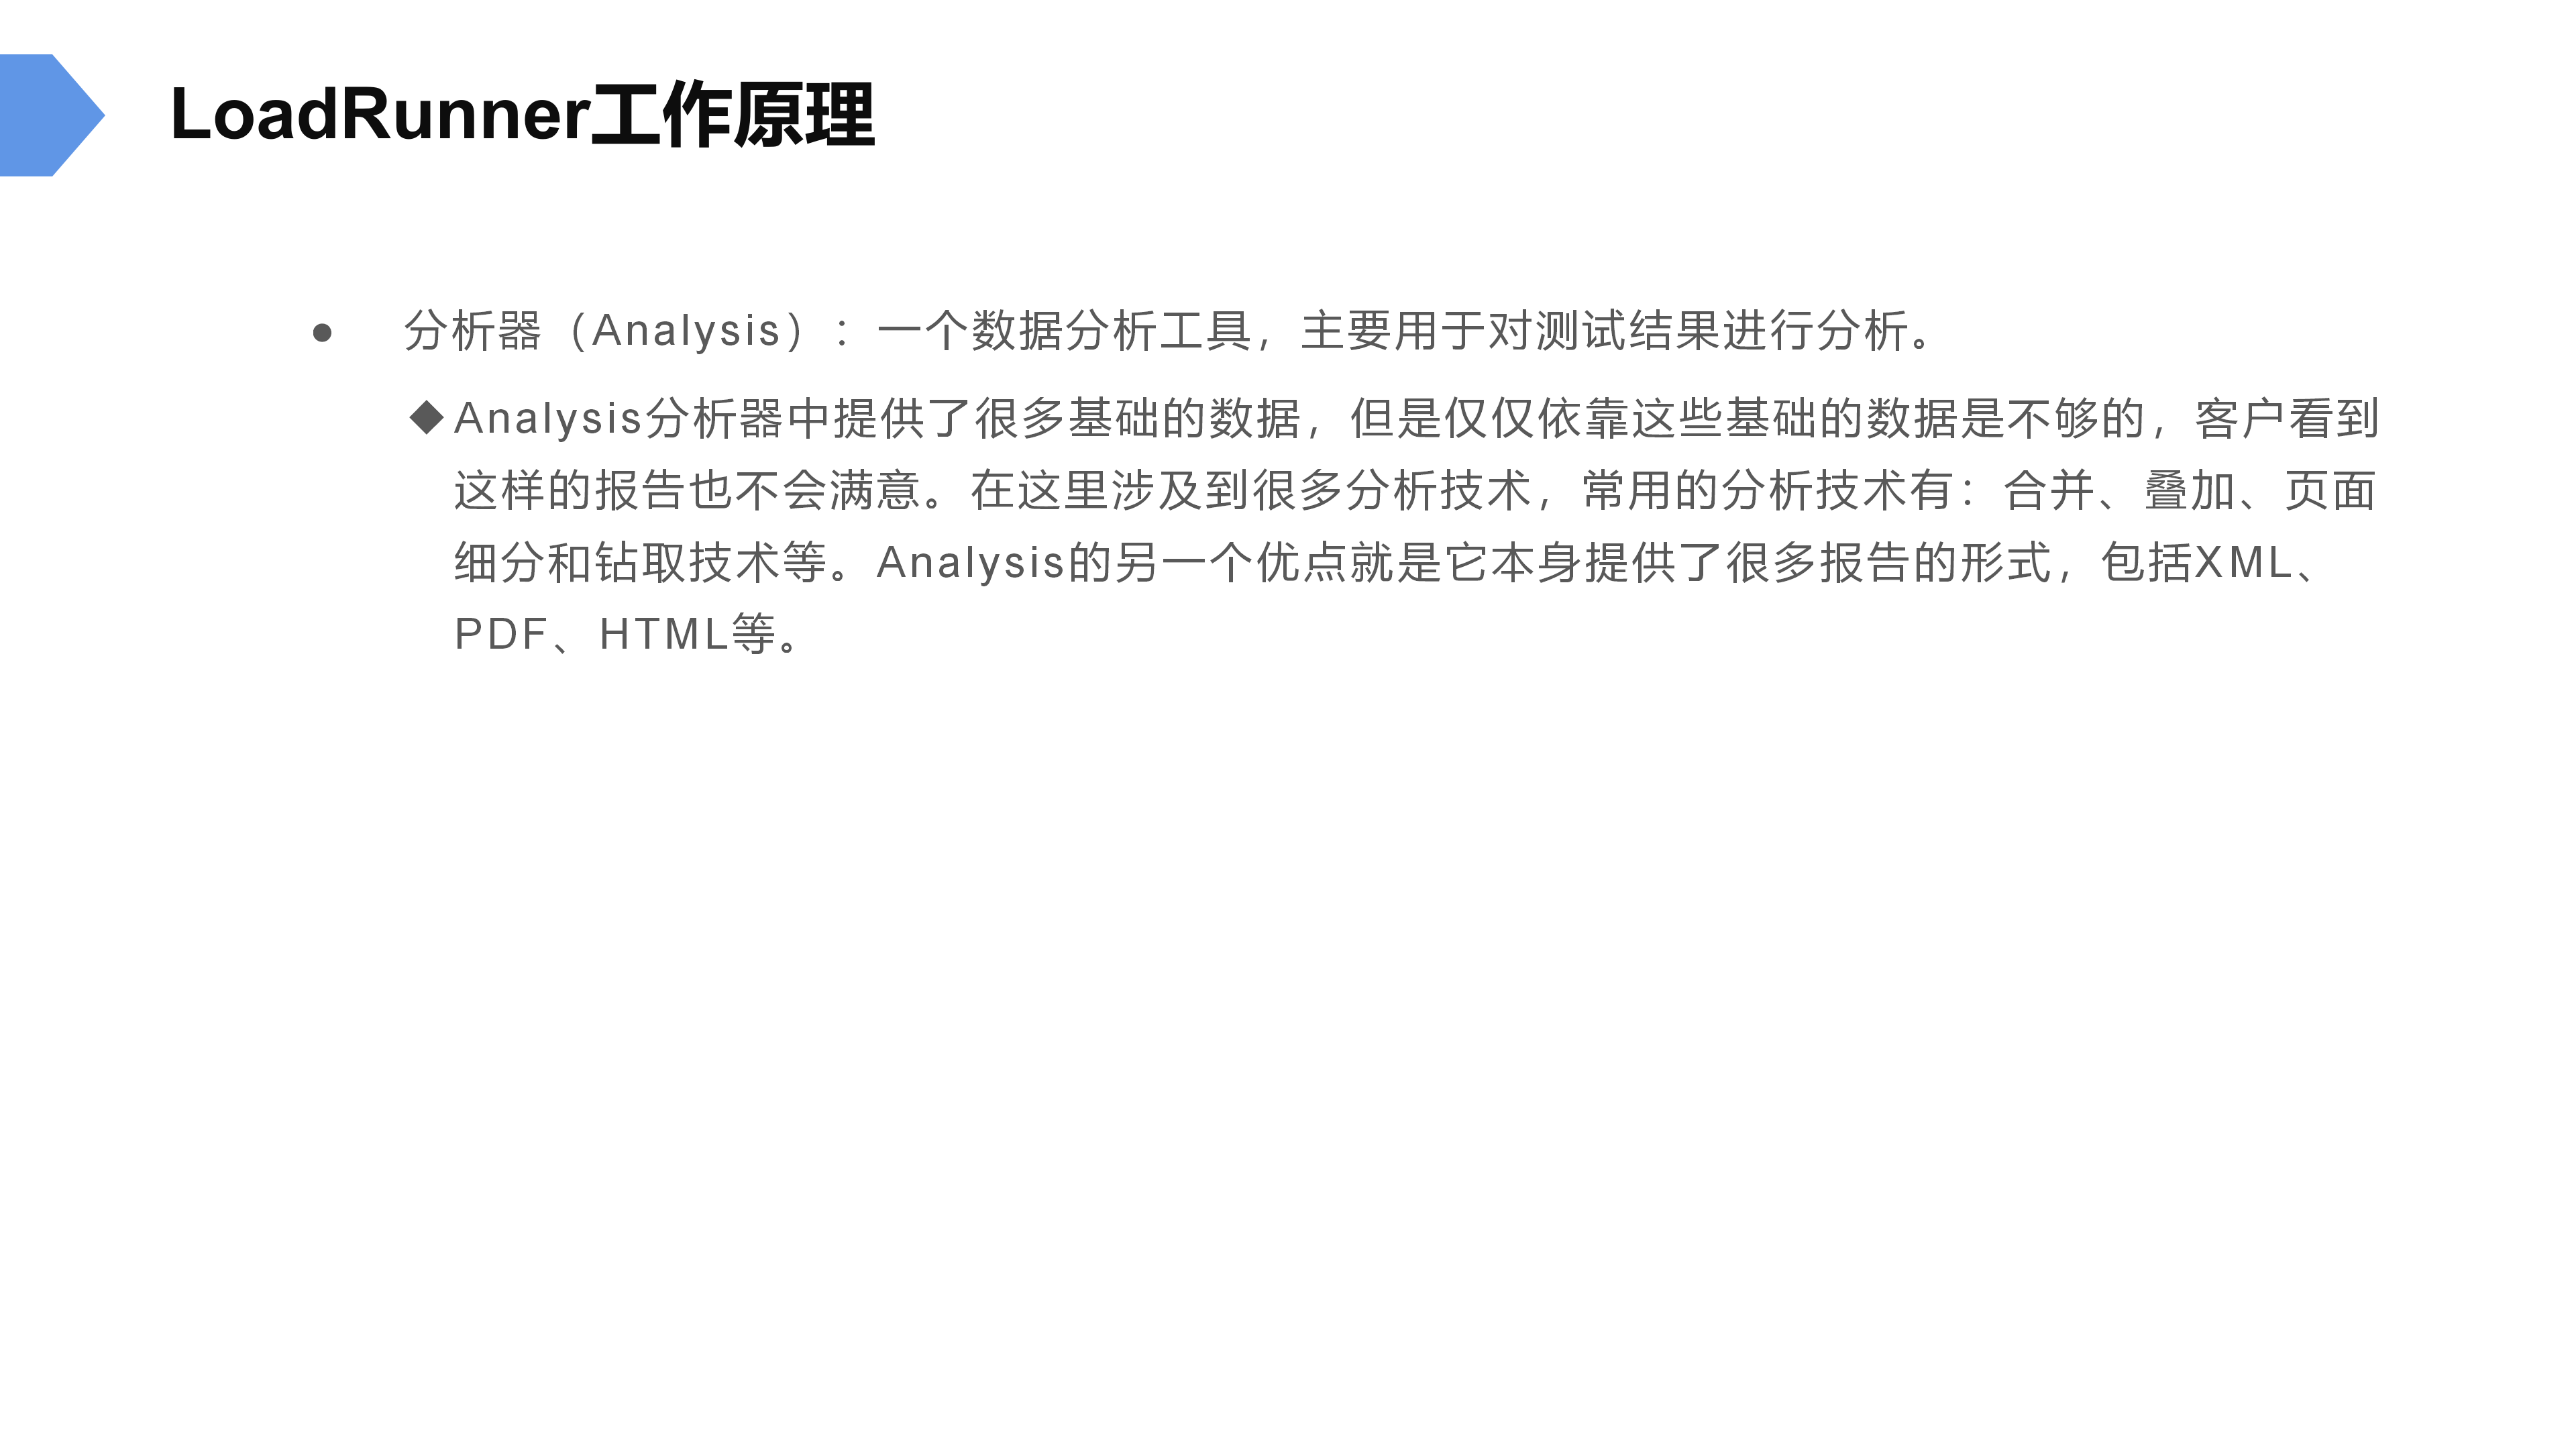 LoadRunner工作原理
● 分析器（Analysis）：一个数据分析工具，主要用于对测试结果进行分析。
◆Analysis分析器中提供了很多基础的数据，但是仅仅依靠这些基础的数据是不够的，客户看到
这样的报告也不会满意。在这里涉及到很多分析技术，常用的分析技术有：合并、叠加、页面
细分和钻取技术等。Analysis的另一个优点就是它本身提供了很多报告的形式，包括XML、
PDF、HTML等。